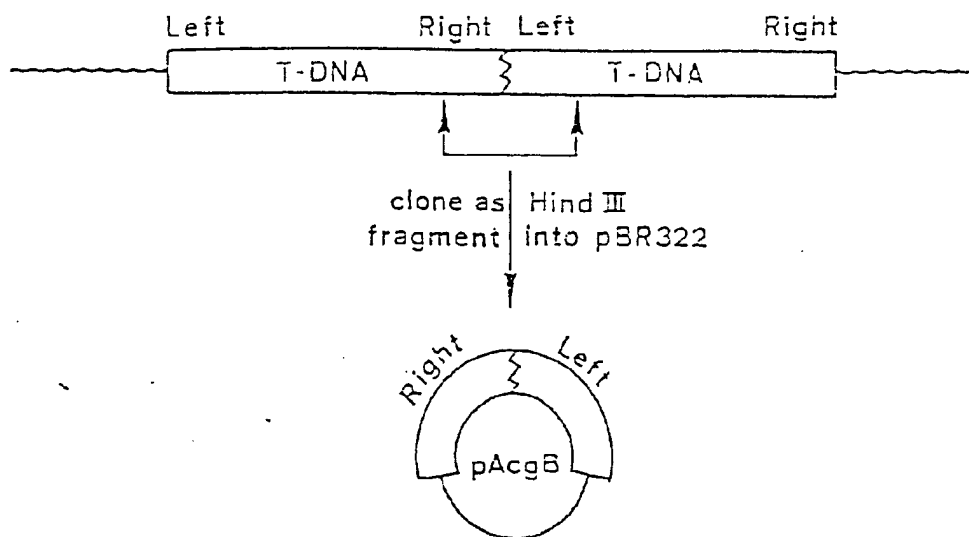 Left Right Left Right
T-DNA T-DNA
clone as Hind III
fragment into pBR322
Right Left
pAcgB